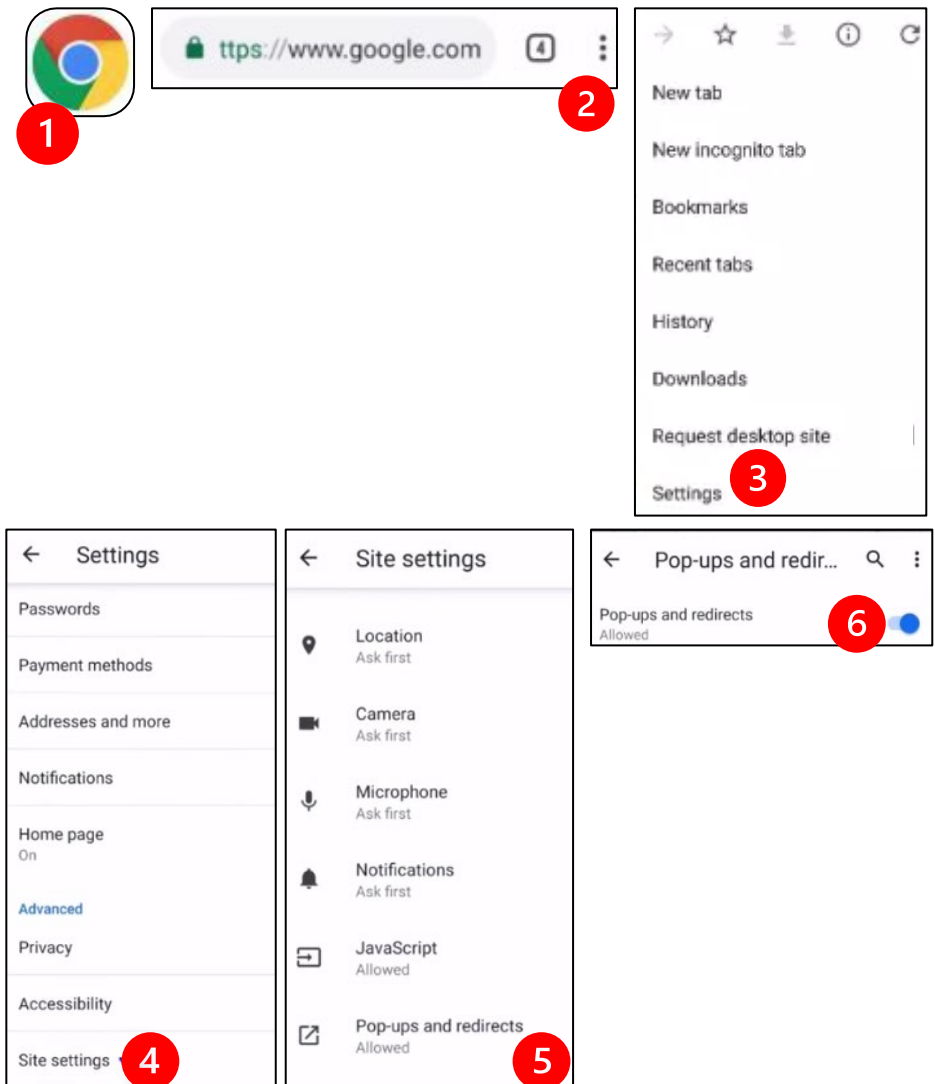 1
ttps://www.google.com
4
2
New tab
New incognito tab
Bookmarks
Recent tabs
History
Downloads
Request desktop site
Settings
3
Settings
Passwords
Payment methods
Addresses and more
Notifications
Home page
On
Advanced
Privacy
Accessibility
Site settings
4
Site settings
Location
Ask first
Camera
Ask first
Microphone
Ask first
Notifications
Ask first
JavaScript
Allowed
Pop-ups and redirects
Allowed
5
Pop-ups and redir...
Pop-ups and redirects
Allowed
6